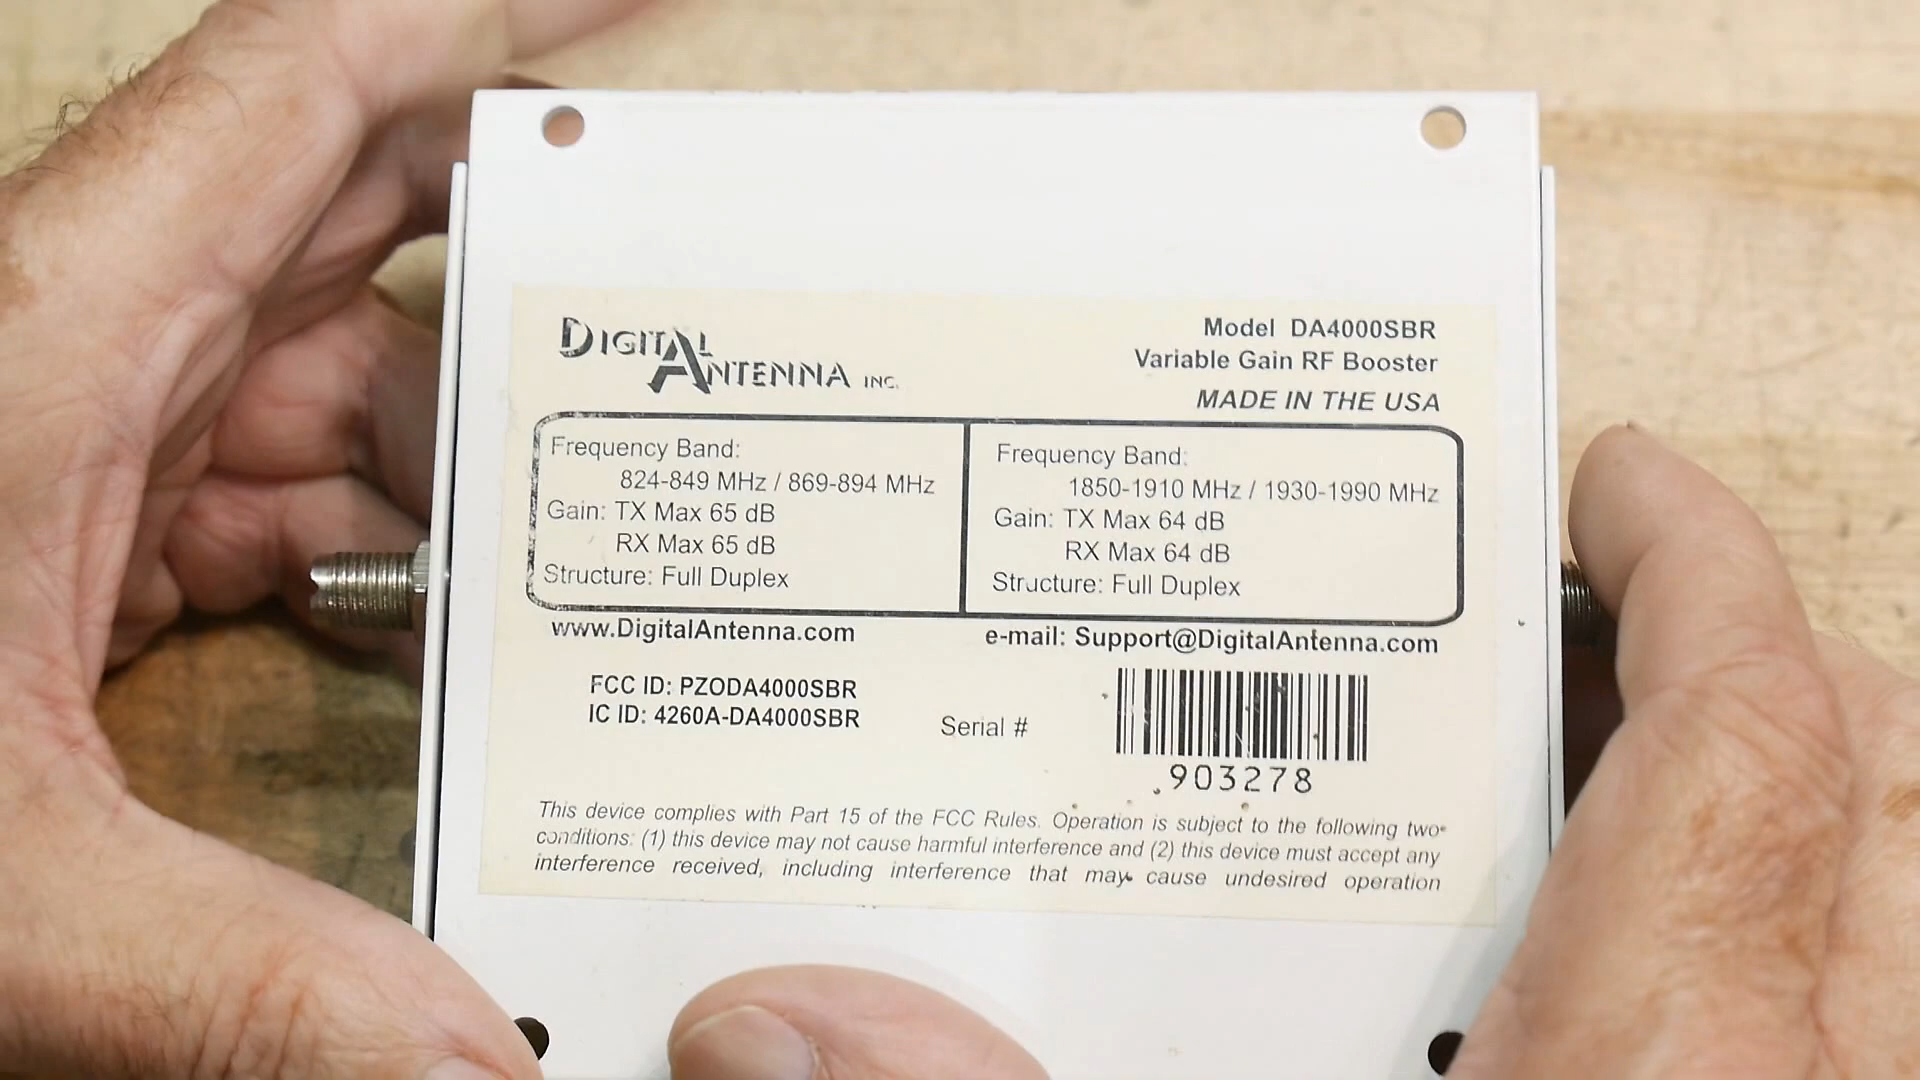 DIGITAL
ANTENNA INC.
Model DA4000SBR
Variable Gain RF Booster
MADE IN THE USA
Frequency Band:
824-849 MHz / 869-894 MHz
Gain: TX Max 65 dB
RX Max 65 dB
Structure: Full Duplex
Frequency Band:
1850-1910 MHz / 1930-1990 MHz
Gain: TX Max 64 dB
RX Max 64 dB
Structure: Full Duplex
www.DigitalAntenna.com
e-mail: Support@DigitalAntenna.com
FCC ID: PZODA4000SBR
IC ID: 4260A-DA4000SBR
Serial #
903278
This device complies with Part 15 of the FCC Rules. Operation is subject to the following two
conditions: (1) this device may not cause harmful interference and (2) this device must accept any
interference received, including interference that may cause undesired operation